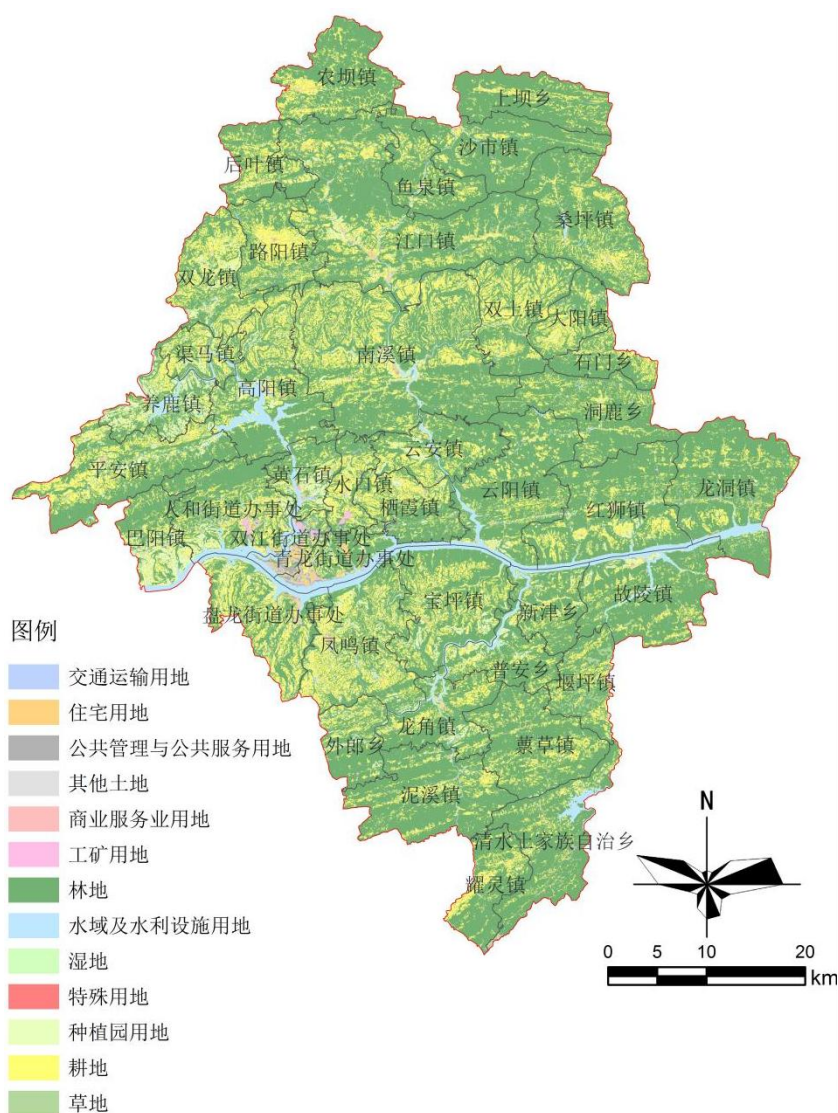 农坝镇
上坝乡
沙市镇
后叶镇
鱼泉镇
桑坪镇
江口镇
路阳镇
双龙镇
双土镇
大阳镇
渠马镇
南溪镇
石门乡
高阳镇
养鹿镇
洞鹿乡
云安镇
平安镇
黄石镇
水口镇
云阳镇
龙洞镇
栖霞镇
红狮镇
人和街道办事处
巴阳镇
双江街道办事处
青龙街道办事处
宝坪镇
新津乡
故陵镇
盘龙街道办事处
凤鸣镇
普安乡
堰坪镇
龙角镇
外郎乡
蔈草镇
泥溪镇
清水土家族自治乡
耀灵镇
图例
交通运输用地
住宅用地
公共管理与公共服务用地
其他土地
商业服务业用地
工矿用地
林地
水域及水利设施用地
湿地
特殊用地
种植园用地
耕地
草地
N
0 5 10 20
km